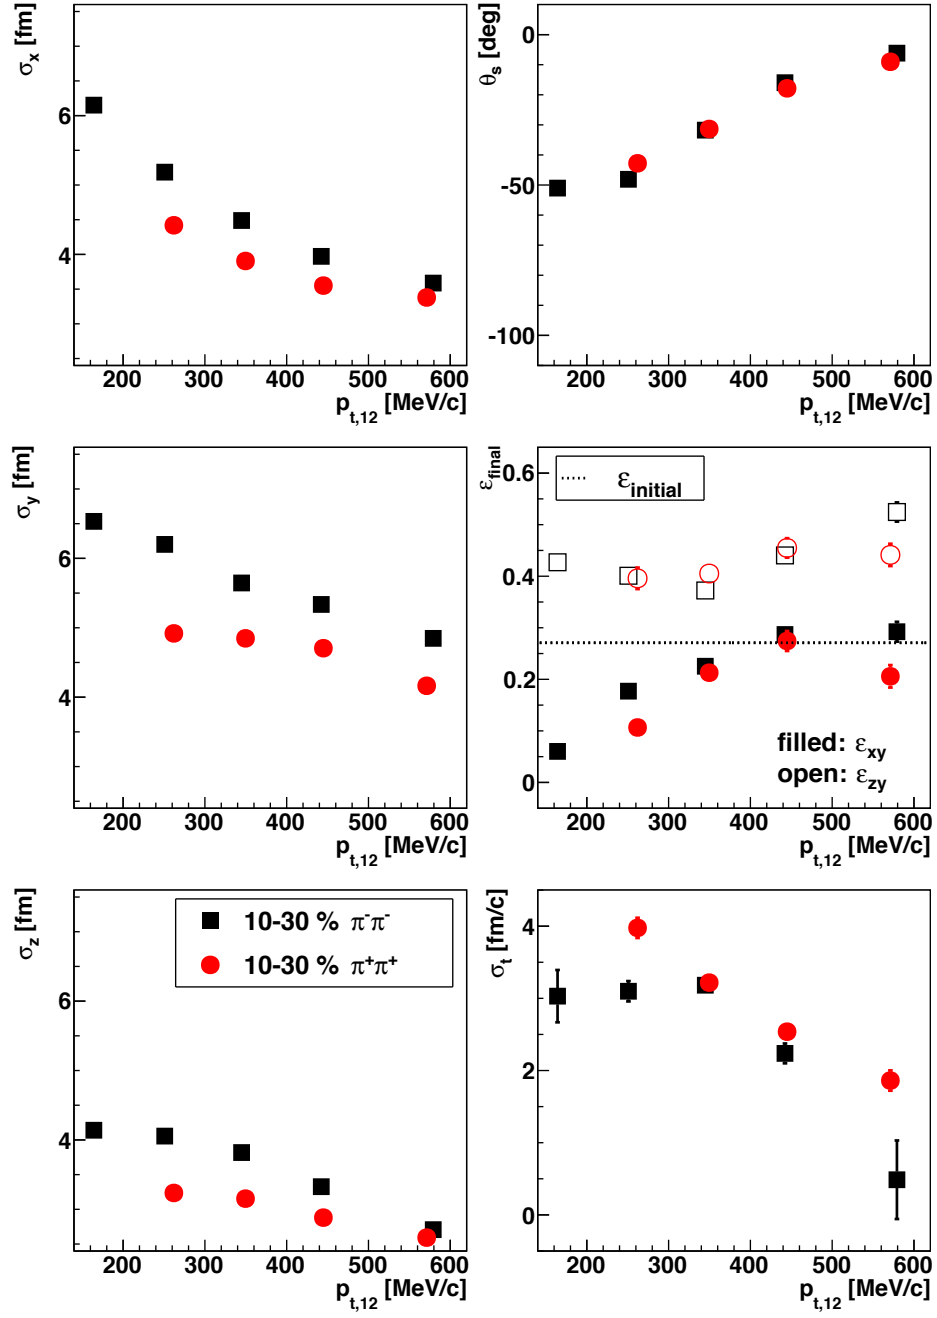 σx [fm]
6
4
200 300 400 500 600
pt,12 [MeV/c]
θs [deg]
0
-50
-100
200 300 400 500 600
pt,12 [MeV/c]
σy [fm]
6
4
200 300 400 500 600
pt,12 [MeV/c]
εfinal
0.6
0.4
0.2
0
εinitial
filled: εxy
open: εzy
200 300 400 500 600
pt,12 [MeV/c]
σz [fm]
6
4
10-30 % π-π-
10-30 % π+π+
200 300 400 500 600
pt,12 [MeV/c]
σt [fm/c]
4
2
0
200 300 400 500 600
pt,12 [MeV/c]